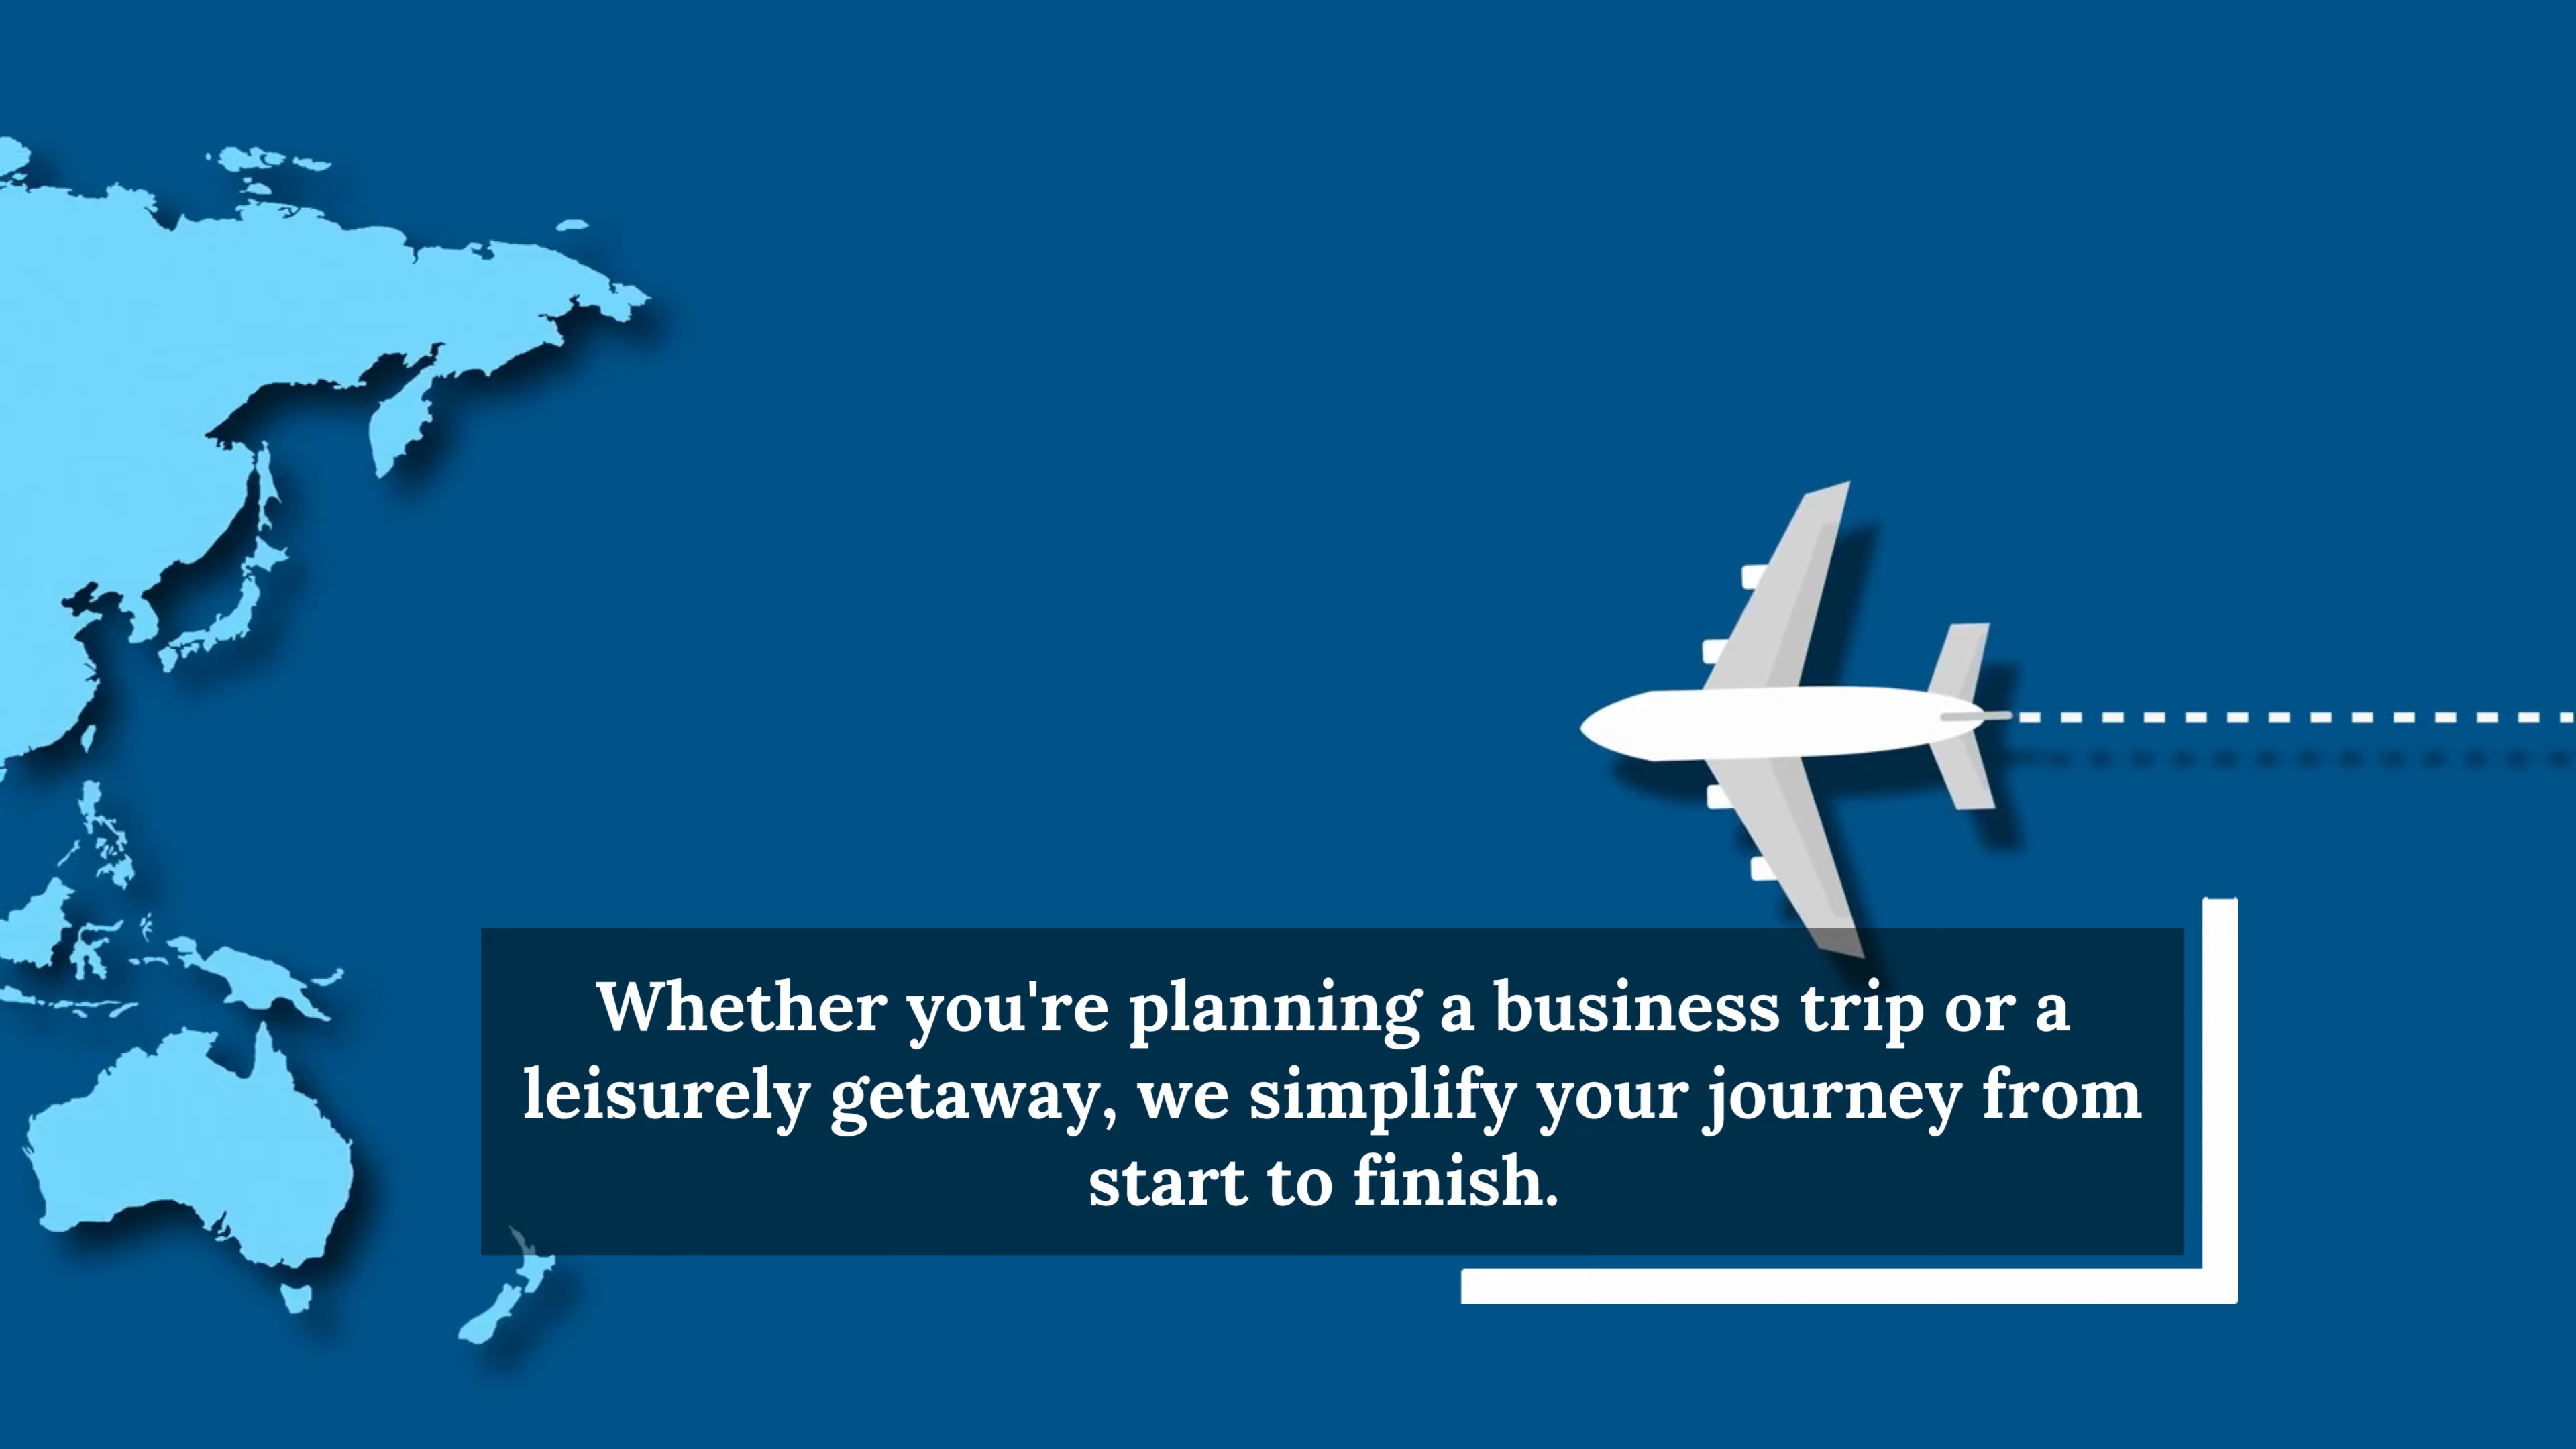 Whether you're planning a business trip or a
leisurely getaway, we simplify your journey from
start to finish.